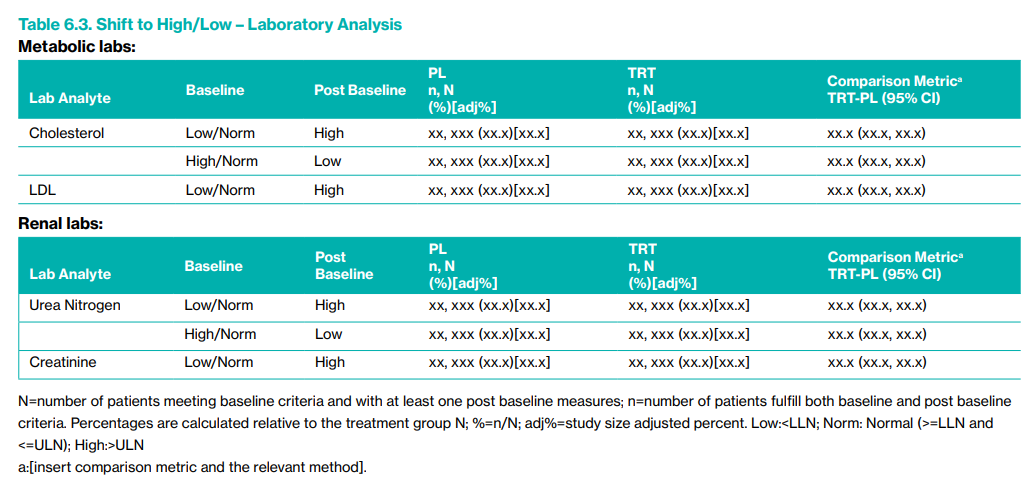 Table 6.3. Shift to High/Low – Laboratory Analysis
Metabolic labs:
Lab Analyte Baseline Post Baseline PL n, N (%)[adj%] TRT n, N (%)[adj%] Comparison Metricᵃ TRT-PL (95% CI)
Cholesterol Low/Norm High xx, xxx (xx.x)[xx.x] xx, xxx (xx.x)[xx.x] xx.x (xx.x, xx.x)
High/Norm Low xx, xxx (xx.x)[xx.x] xx, xxx (xx.x)[xx.x] xx.x (xx.x, xx.x)
LDL Low/Norm High xx, xxx (xx.x)[xx.x] xx, xxx (xx.x)[xx.x] xx.x (xx.x, xx.x)
Renal labs:
Lab Analyte Baseline Post Baseline PL n, N (%)[adj%] TRT n, N (%)[adj%] Comparison Metricᵃ TRT-PL (95% CI)
Urea Nitrogen Low/Norm High xx, xxx (xx.x)[xx.x] xx, xxx (xx.x)[xx.x] xx.x (xx.x, xx.x)
High/Norm Low xx, xxx (xx.x)[xx.x] xx, xxx (xx.x)[xx.x] xx.x (xx.x, xx.x)
Creatinine Low/Norm High xx, xxx (xx.x)[xx.x] xx, xxx (xx.x)[xx.x] xx.x (xx.x, xx.x)
N=number of patients meeting baseline criteria and with at least one post baseline measures; n=number of patients fulfill both baseline and post baseline
criteria. Percentages are calculated relative to the treatment group N; %=n/N; adj%=study size adjusted percent. Low:<LLN; Norm: Normal (>=LLN and
<=ULN); High:>ULN
a:[insert comparison metric and the relevant method].